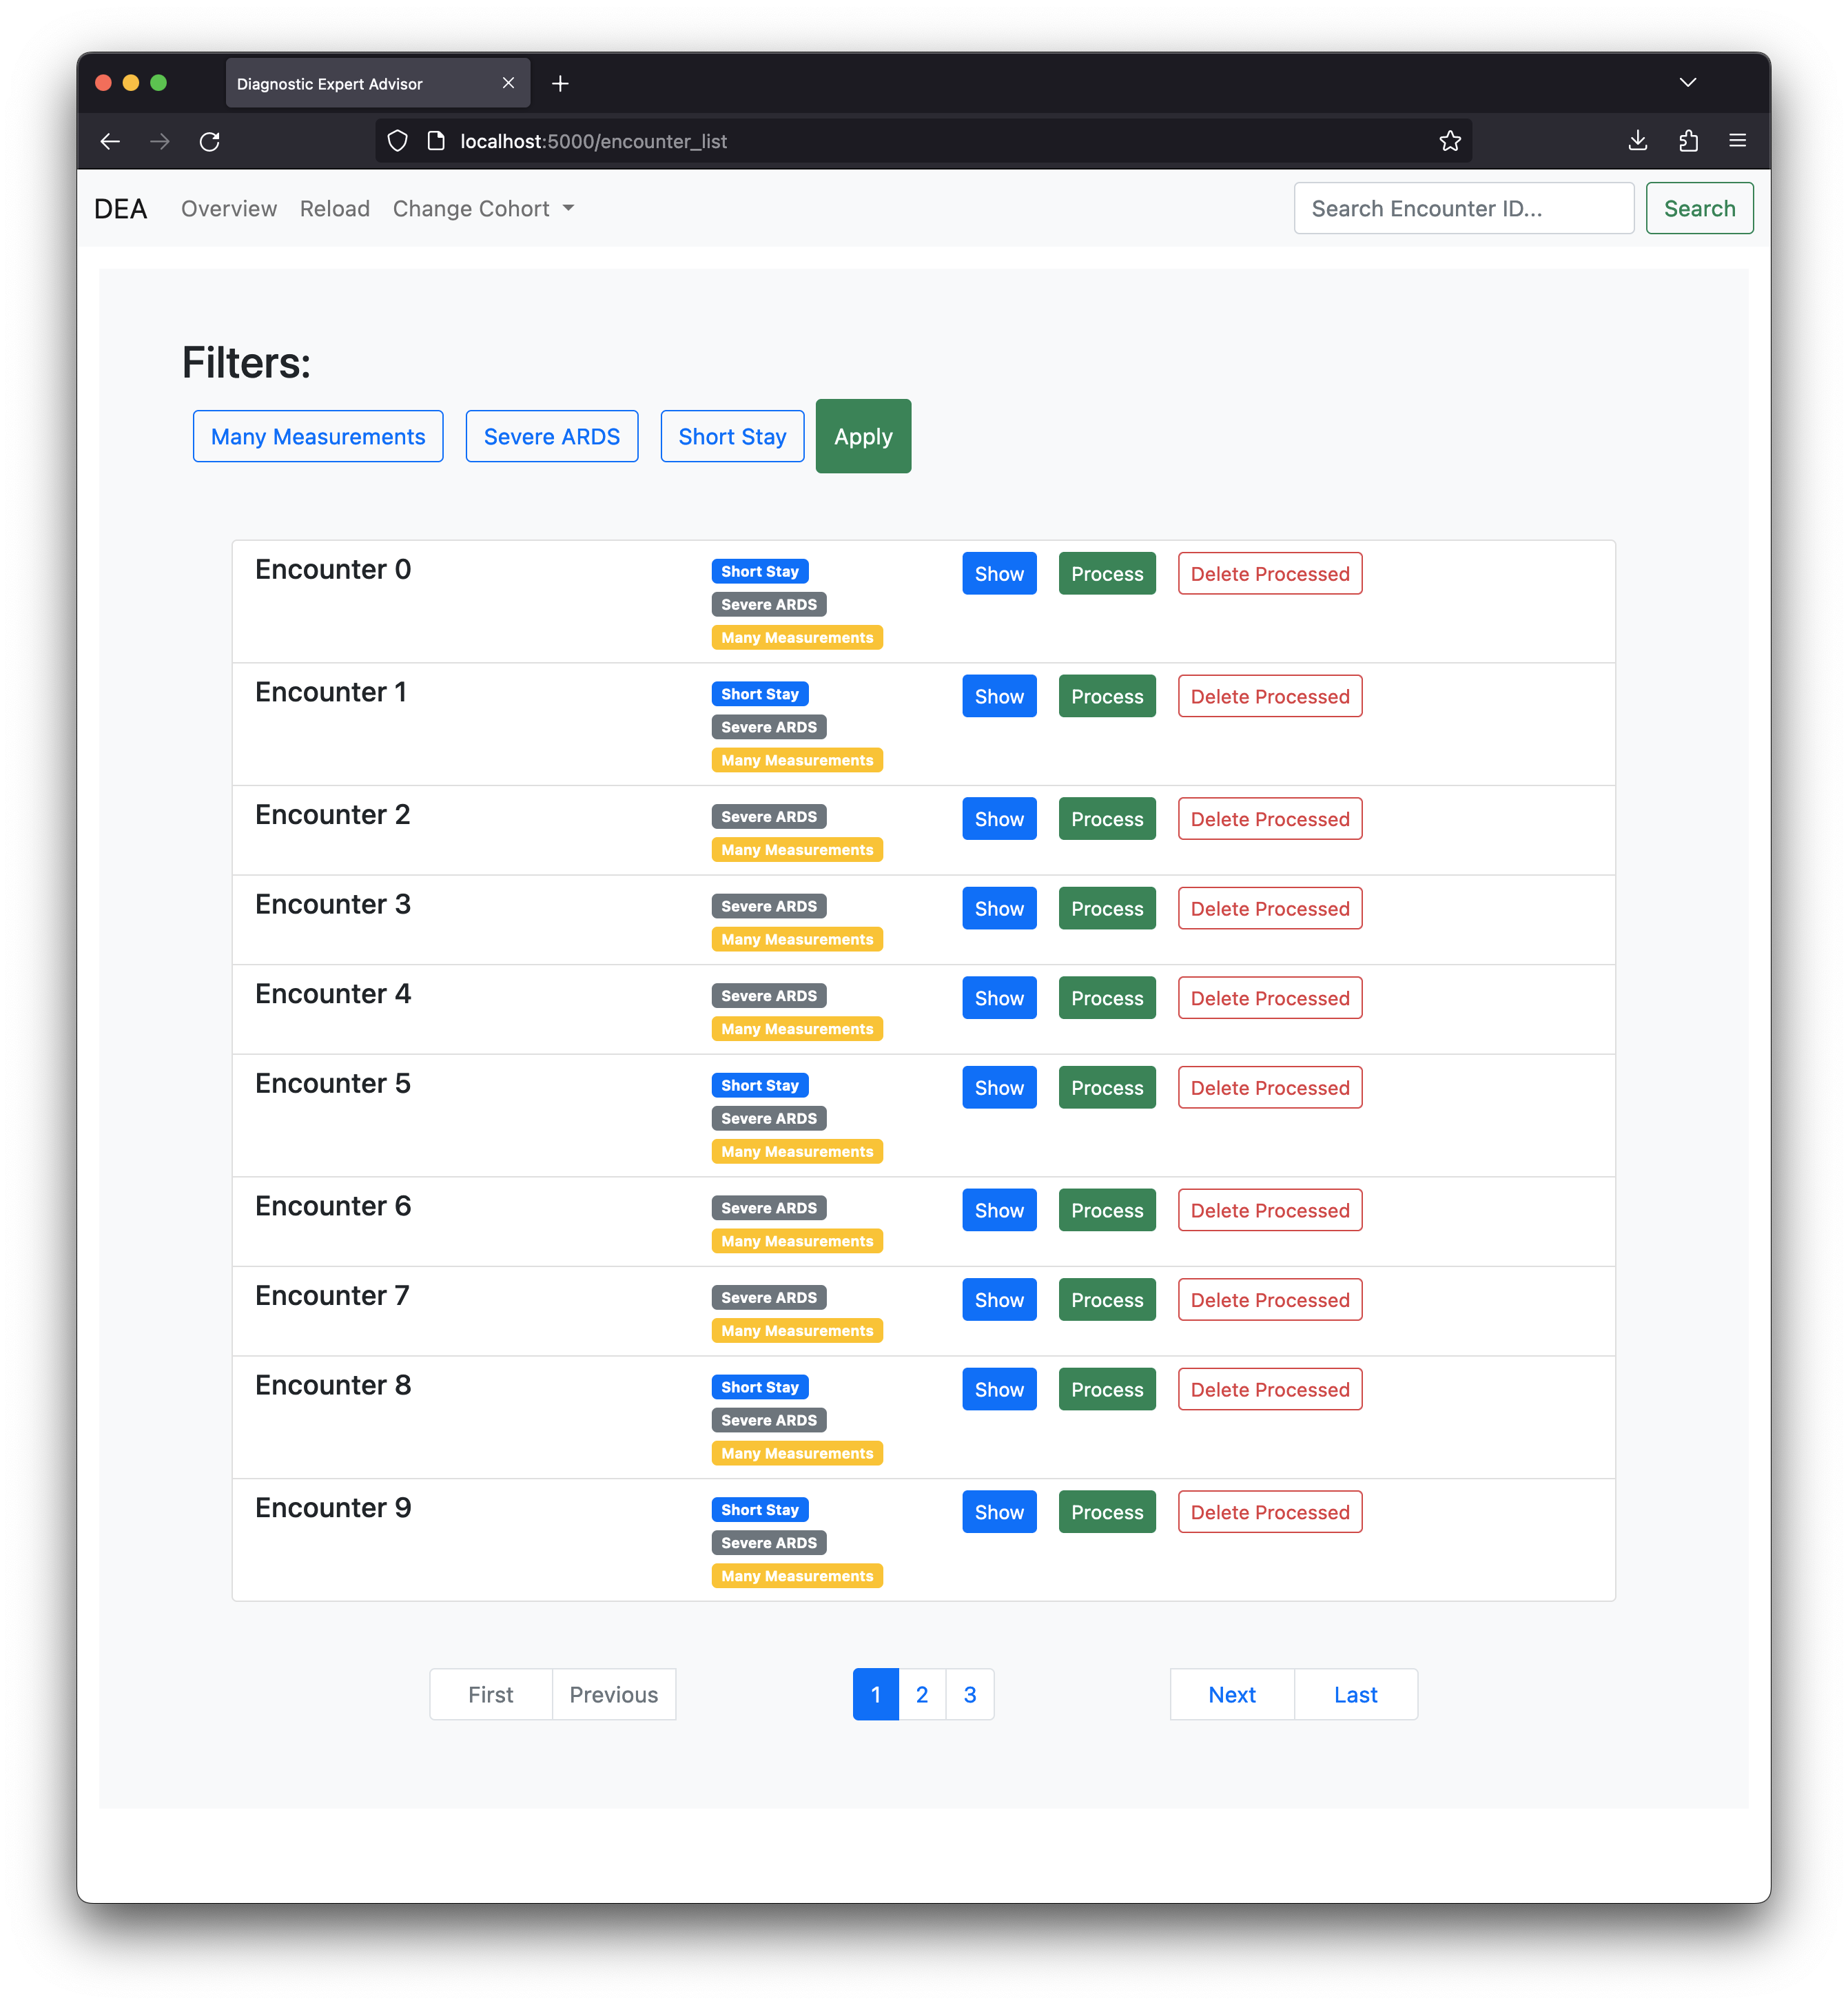 Diagnostic Expert Advisor
localhost:5000/encounter_list
DEA Overview Reload Change Cohort Search Encounter ID... Search
Filters:
Many Measurements Severe ARDS Short Stay Apply
Encounter 0 Short Stay Show Process Delete Processed
Severe ARDS
Many Measurements
Encounter 1 Short Stay Show Process Delete Processed
Severe ARDS
Many Measurements
Encounter 2 Severe ARDS Show Process Delete Processed
Many Measurements
Encounter 3 Severe ARDS Show Process Delete Processed
Many Measurements
Encounter 4 Severe ARDS Show Process Delete Processed
Many Measurements
Encounter 5 Short Stay Show Process Delete Processed
Severe ARDS
Many Measurements
Encounter 6 Severe ARDS Show Process Delete Processed
Many Measurements
Encounter 7 Severe ARDS Show Process Delete Processed
Many Measurements
Encounter 8 Short Stay Show Process Delete Processed
Severe ARDS
Many Measurements
Encounter 9 Short Stay Show Process Delete Processed
Severe ARDS
Many Measurements
First Previous 1 2 3 Next Last